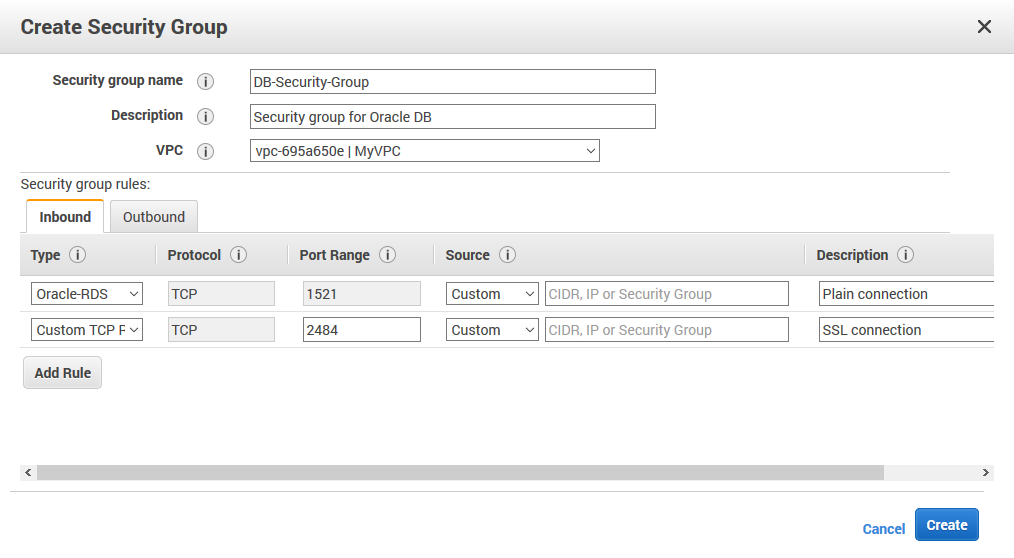 Create Security Group
Security group name
DB-Security-Group
Description
Security group for Oracle DB
VPC
vpc-695a650e | MyVPC
Security group rules:
Inbound Outbound
Type Protocol Port Range Source Description
Oracle-RDS TCP 1521 Custom CIDR, IP or Security Group Plain connection
Custom TCP F TCP 2484 Custom CIDR, IP or Security Group SSL connection
Add Rule
Cancel Create